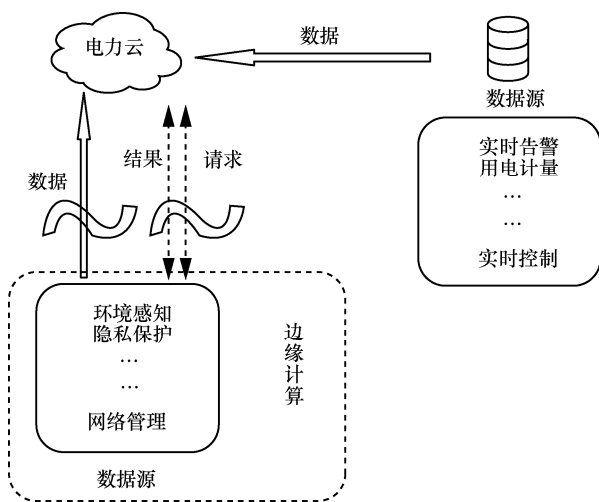 电力云
数据
数据源
实时告警
用电计量
...
...
实时控制
结果
请求
数据
环境感知
隐私保护
...
...
网络管理
边缘计算
数据源